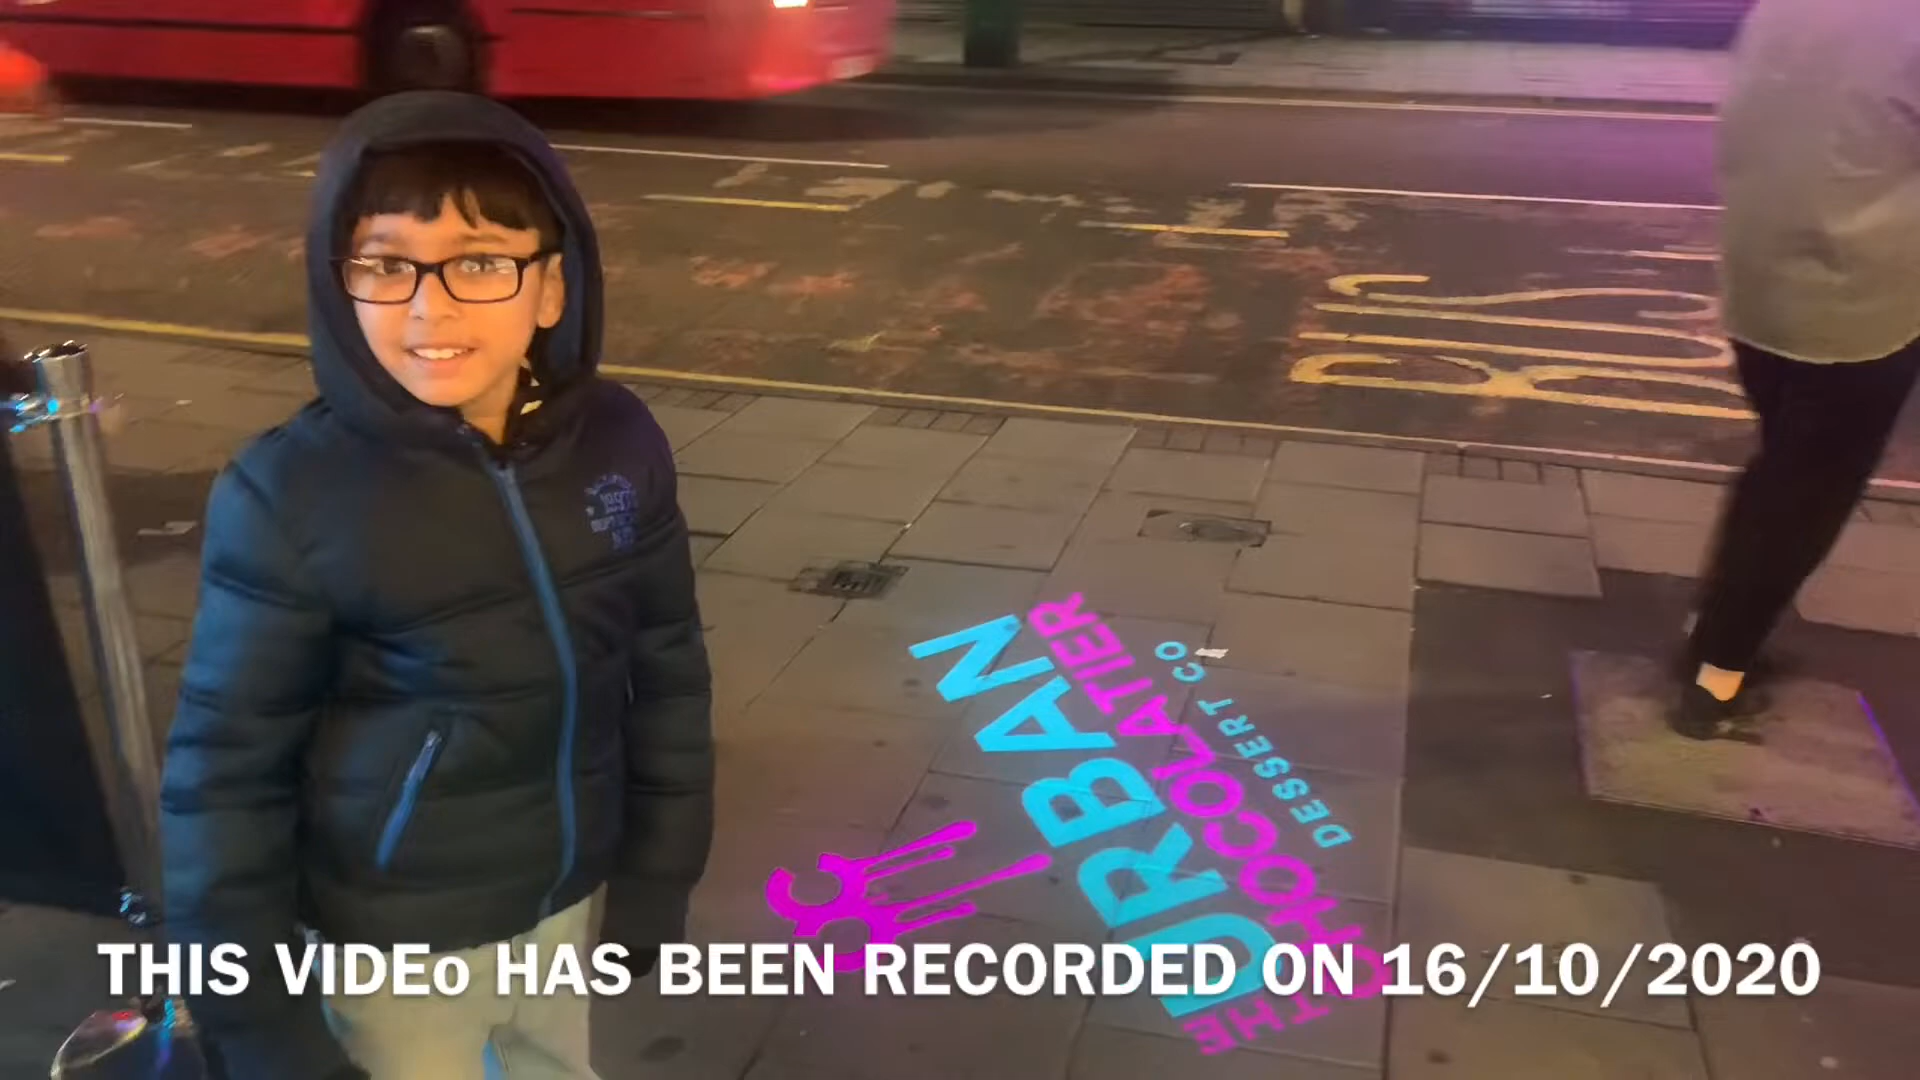 BUS
THE
URBAN
CHOCOLATIER
DESSERT CO
THIS VIDEo HAS BEEN RECORDED ON 16/10/2020